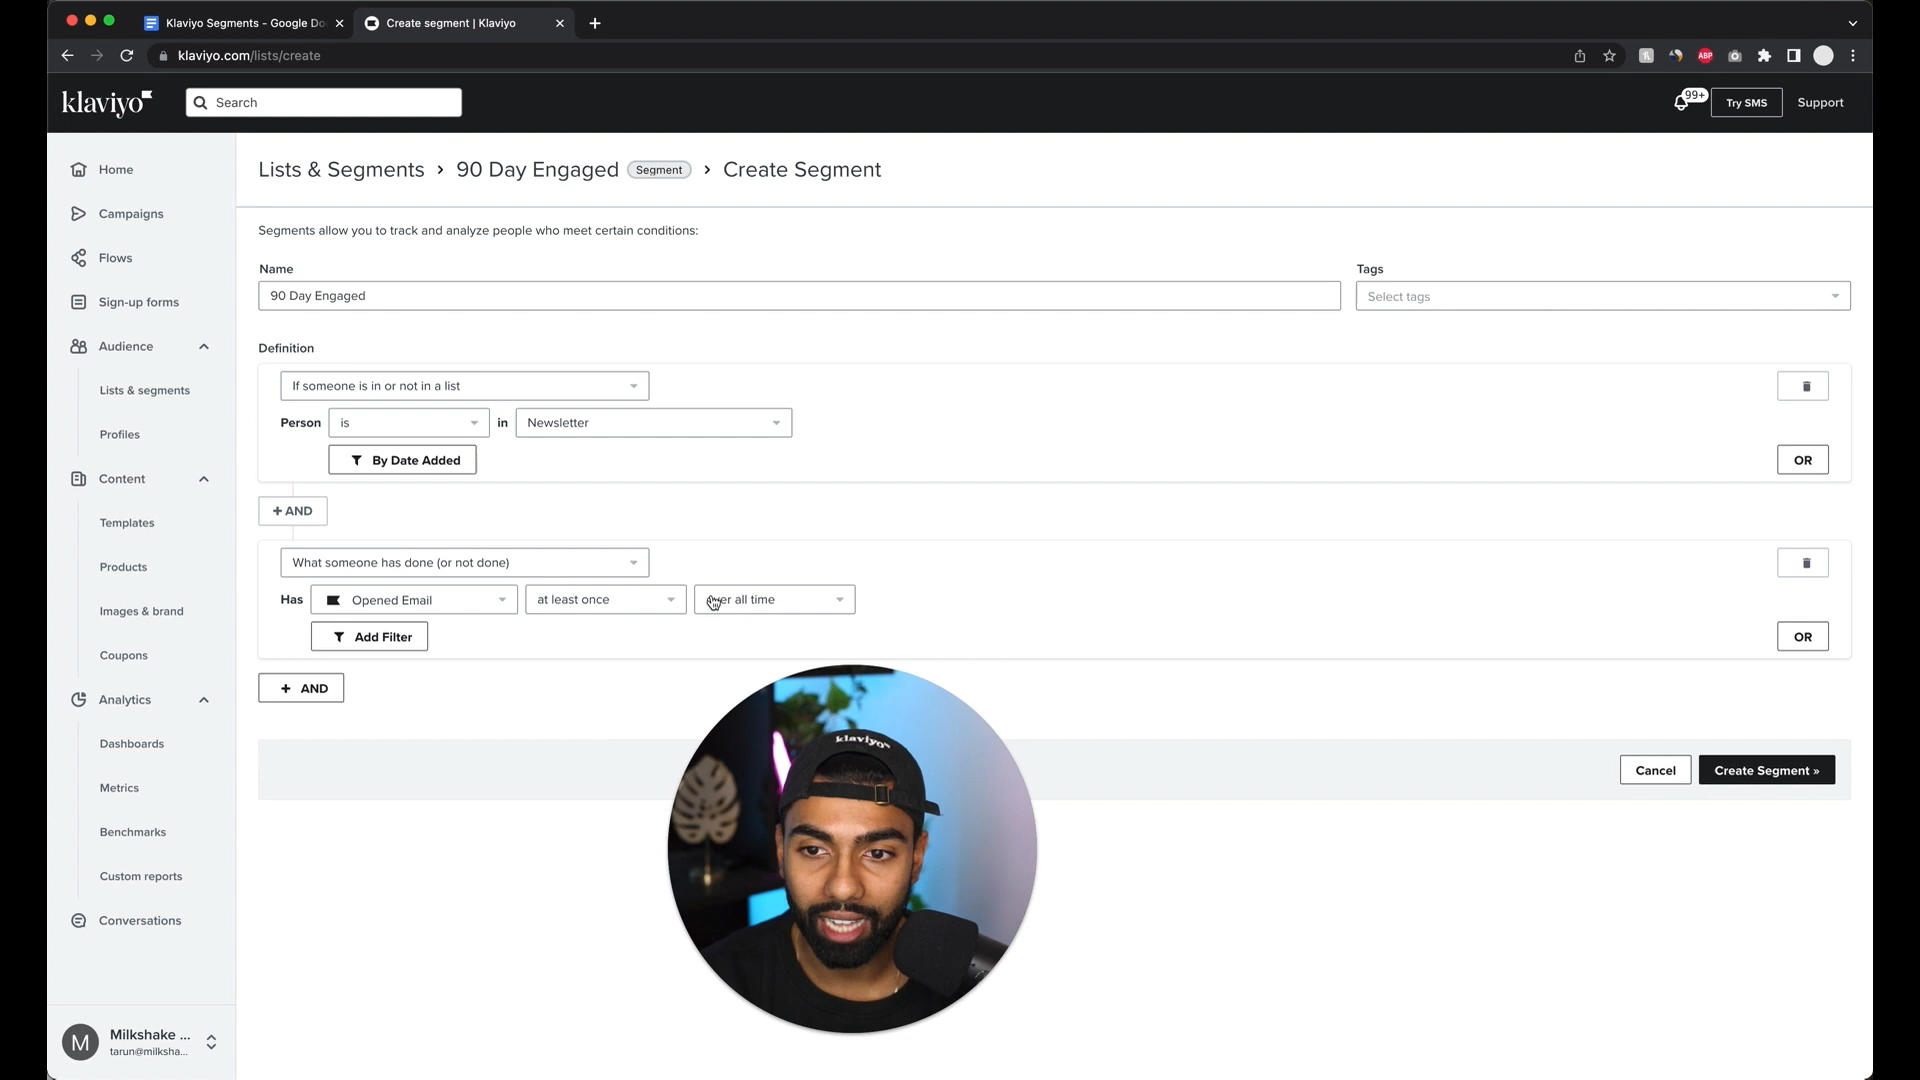 Klaviyo Segments - Google Do
Create segment | Klaviyo
klaviyo.com/lists/create
ABP
klaviyo
Search
99+
Try SMS
Support
Home
Campaigns
Flows
Sign-up forms
Audience
Lists & segments
Profiles
Content
Templates
Products
Images & brand
Coupons
Analytics
Dashboards
Metrics
Benchmarks
Custom reports
Conversations
M
Milkshake ...
tarun@milksha...
Lists & Segments › 90 Day Engaged Segment › Create Segment
Segments allow you to track and analyze people who meet certain conditions:
Name
90 Day Engaged
Tags
Select tags
Definition
If someone is in or not in a list
Person is in Newsletter
By Date Added
OR
+ AND
What someone has done (or not done)
Has Opened Email at least once over all time
Add Filter
OR
+ AND
Cancel
Create Segment »
klaviyo